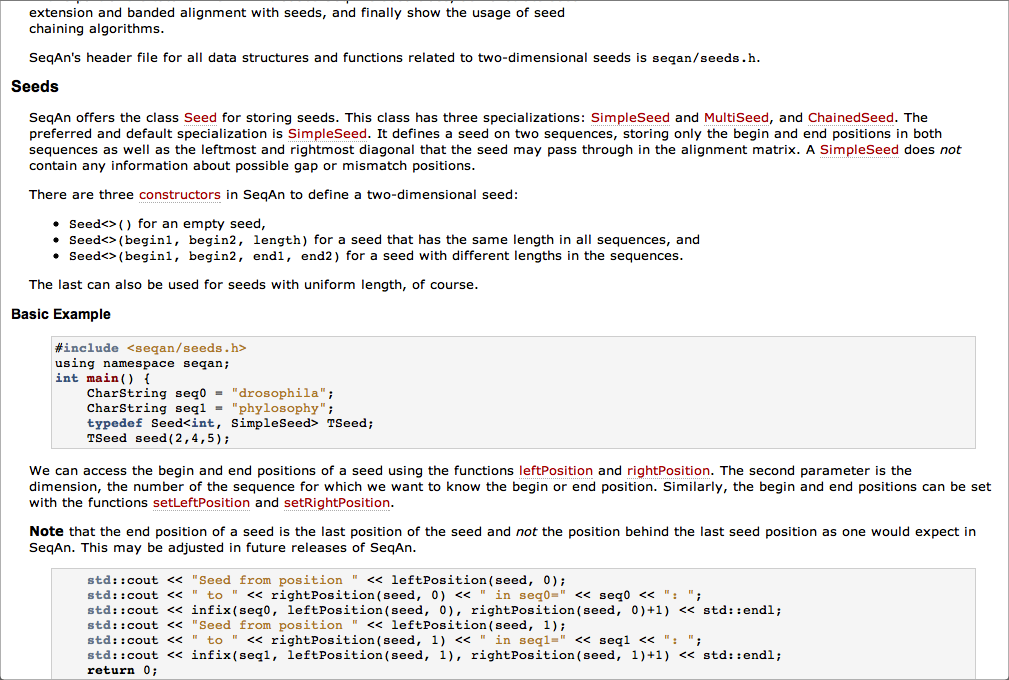 extension and banded alignment with seeds, and finally show the usage of seed
chaining algorithms.
SeqAn's header file for all data structures and functions related to two-dimensional seeds is seqan/seeds.h.
Seeds
SeqAn offers the class Seed for storing seeds. This class has three specializations: SimpleSeed and MultiSeed, and ChainedSeed. The
preferred and default specialization is SimpleSeed. It defines a seed on two sequences, storing only the begin and end positions in both
sequences as well as the leftmost and rightmost diagonal that the seed may pass through in the alignment matrix. A SimpleSeed does not
contain any information about possible gap or mismatch positions.
There are three constructors in SeqAn to define a two-dimensional seed:
• Seed<>() for an empty seed,
• Seed<>(begin1, begin2, length) for a seed that has the same length in all sequences, and
• Seed<>(begin1, begin2, end1, end2) for a seed with different lengths in the sequences.
The last can also be used for seeds with uniform length, of course.
Basic Example
#include <seqan/seeds.h>
using namespace seqan;
int main() {
    CharString seq0 = "drosophila";
    CharString seq1 = "phylosophy";
    typedef Seed<int, SimpleSeed> TSeed;
    TSeed seed(2,4,5);
We can access the begin and end positions of a seed using the functions leftPosition and rightPosition. The second parameter is the
dimension, the number of the sequence for which we want to know the begin or end position. Similarly, the begin and end positions can be set
with the functions setLeftPosition and setRightPosition.
Note that the end position of a seed is the last position of the seed and not the position behind the last seed position as one would expect in
SeqAn. This may be adjusted in future releases of SeqAn.
    std::cout << "Seed from position " << leftPosition(seed, 0);
    std::cout << " to " << rightPosition(seed, 0) << " in seq0=" << seq0 << ": ";
    std::cout << infix(seq0, leftPosition(seed, 0), rightPosition(seed, 0)+1) << std::endl;
    std::cout << "Seed from position " << leftPosition(seed, 1);
    std::cout << " to " << rightPosition(seed, 1) << " in seq1=" << seq1 << ": ";
    std::cout << infix(seq1, leftPosition(seed, 1), rightPosition(seed, 1)+1) << std::endl;
    return 0;